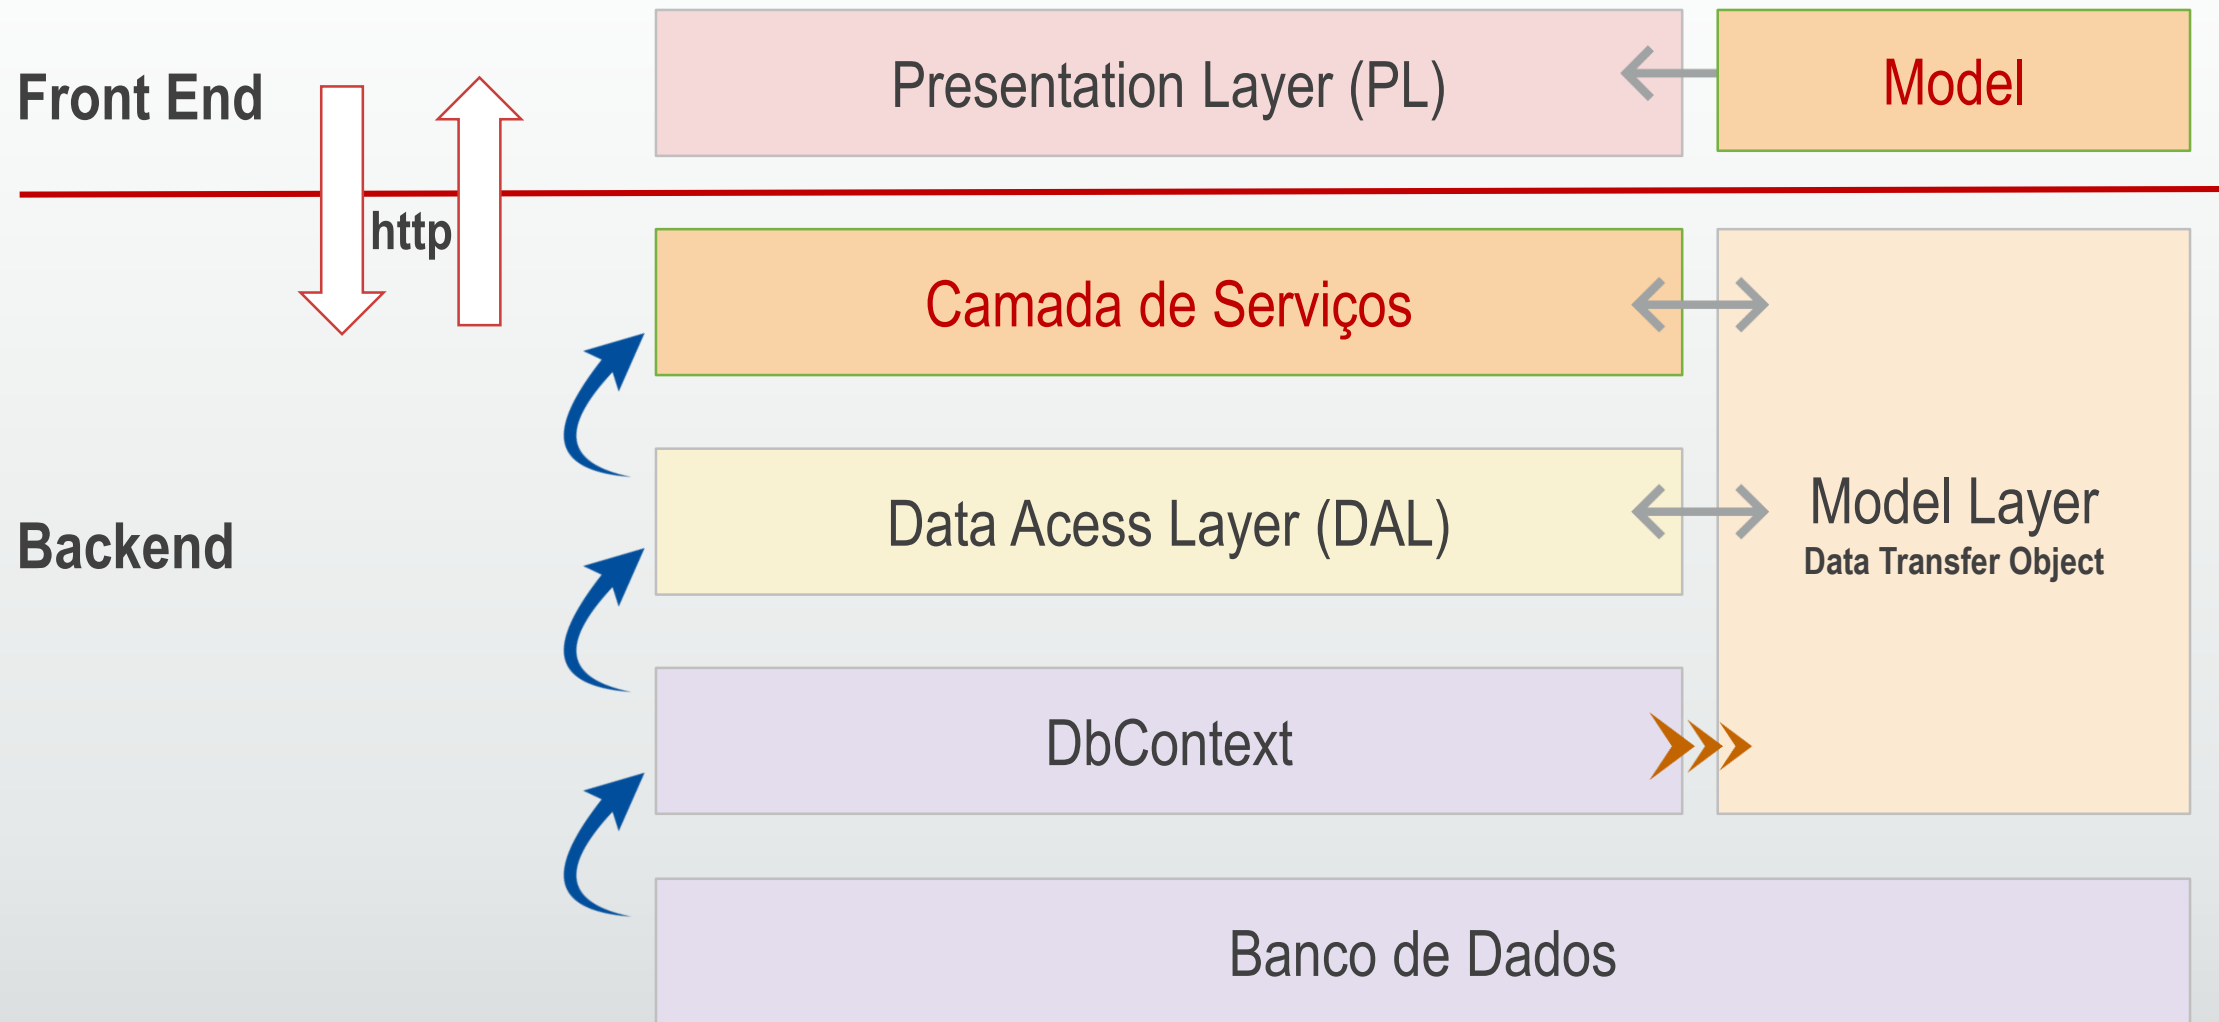 Front End
Presentation Layer (PL)
Model
http
Camada de Serviços
Backend
Data Acess Layer (DAL)
Model Layer
Data Transfer Object
DbContext
Banco de Dados